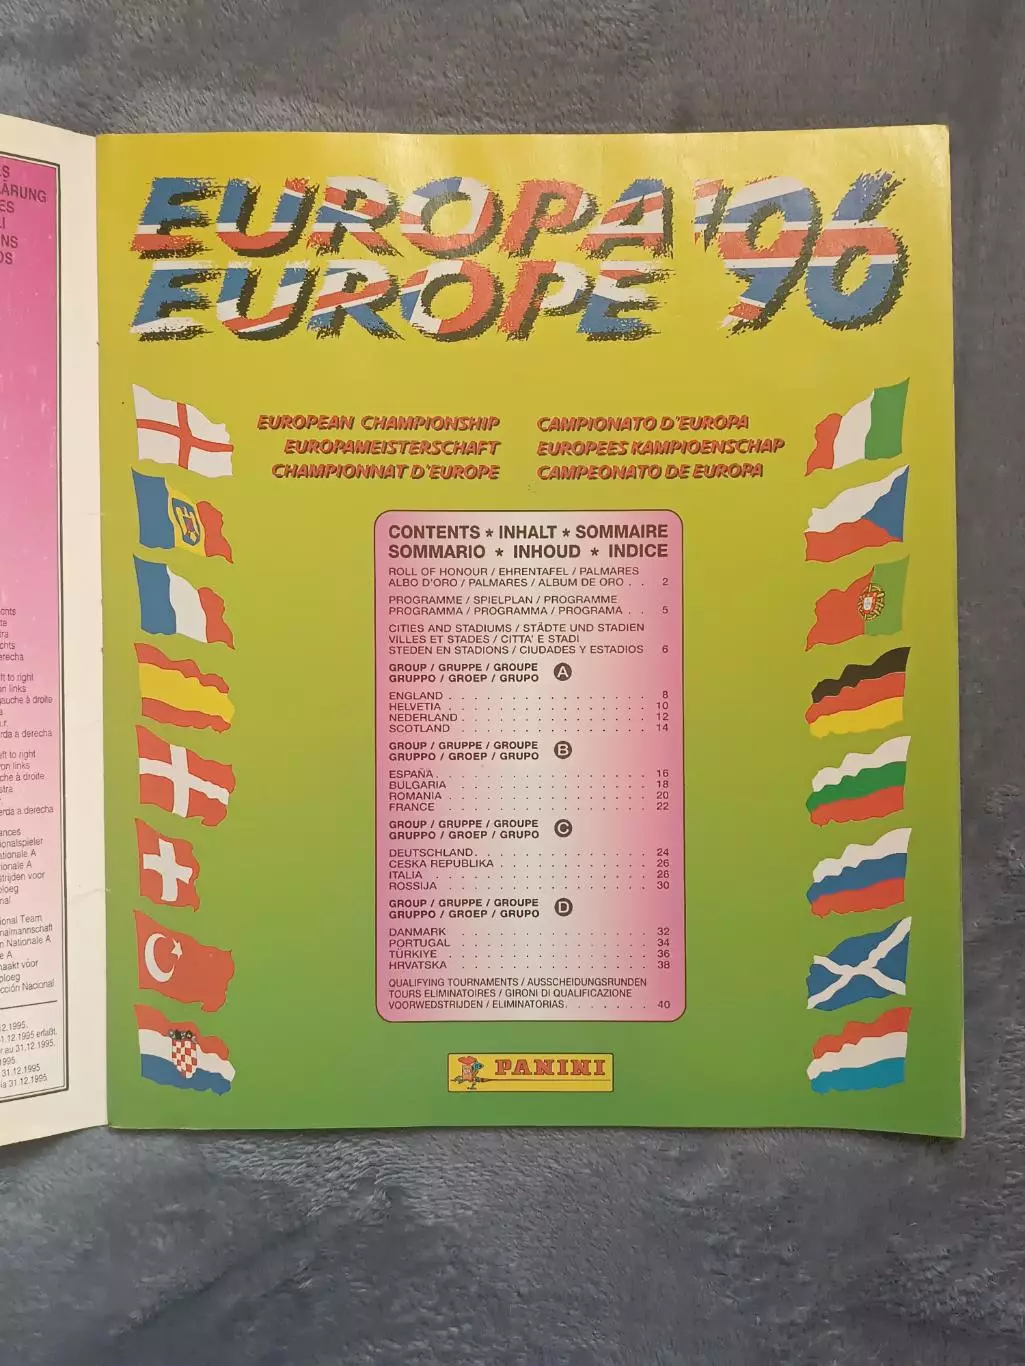 LÄRUNG
EUROPA '96
EUROPE '96
EUROPEAN CHAMPIONSHIP
EUROPAMEISTERSCHAFT
CHAMPIONNAT D'EUROPE
CAMPIONATO D'EUROPA
EUROPEES KAMPIOENSCHAP
CAMPEONATO DE EUROPA
CONTENTS * INHALT * SOMMAIRE
SOMMARIO * INHOUD * INDICE
ROLL OF HONOUR / EHRENTAFEL / PALMARES
ALBO D'ORO / PALMARES / ALBUM DE ORO . . 2
PROGRAMME / SPIELPLAN / PROGRAMME
PROGRAMMA / PROGRAMMA / PROGRAMA . . 5
CITIES AND STADIUMS / STÄDTE UND STADIEN
VILLES ET STADES / CITTA' E STADI
STEDEN EN STADIONS / CIUDADES Y ESTADIOS 6
GROUP / GRUPPE / GROUPE
GRUPPO / GROEP / GRUPO A
ENGLAND 8
HELVETIA 10
NEDERLAND 12
SCOTLAND 14
GROUP / GRUPPE / GROUPE
GRUPPO / GROEP / GRUPO B
ESPAÑA 16
BULGARIA 18
ROMANIA 20
FRANCE 22
GROUP / GRUPPE / GROUPE
GRUPPO / GROEP / GRUPO C
DEUTSCHLAND 24
CESKA REPUBLIKA 26
ITALIA 28
ROSSIJA 30
GROUP / GRUPPE / GROUPE
GRUPPO / GROEP / GRUPO D
DANMARK 32
PORTUGAL 34
TÜRKIYE 36
HRVATSKA 38
QUALIFYING TOURNAMENTS / AUSSCHEIDUNGSRUNDEN
TOURS ELIMINATOIRES / GIRONI DI QUALIFICAZIONE
VOORWEDSTRIJDEN / ELIMINATORIAS 40
PANINI